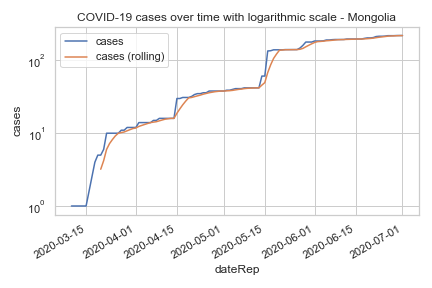 COVID-19 cases over time with logarithmic scale - Mongolia
cases
cases (rolling)
10²
10¹
10⁰
cases
2020-03-15
2020-04-01
2020-04-15
2020-05-01
2020-05-15
2020-06-01
2020-06-15
2020-07-01
dateRep